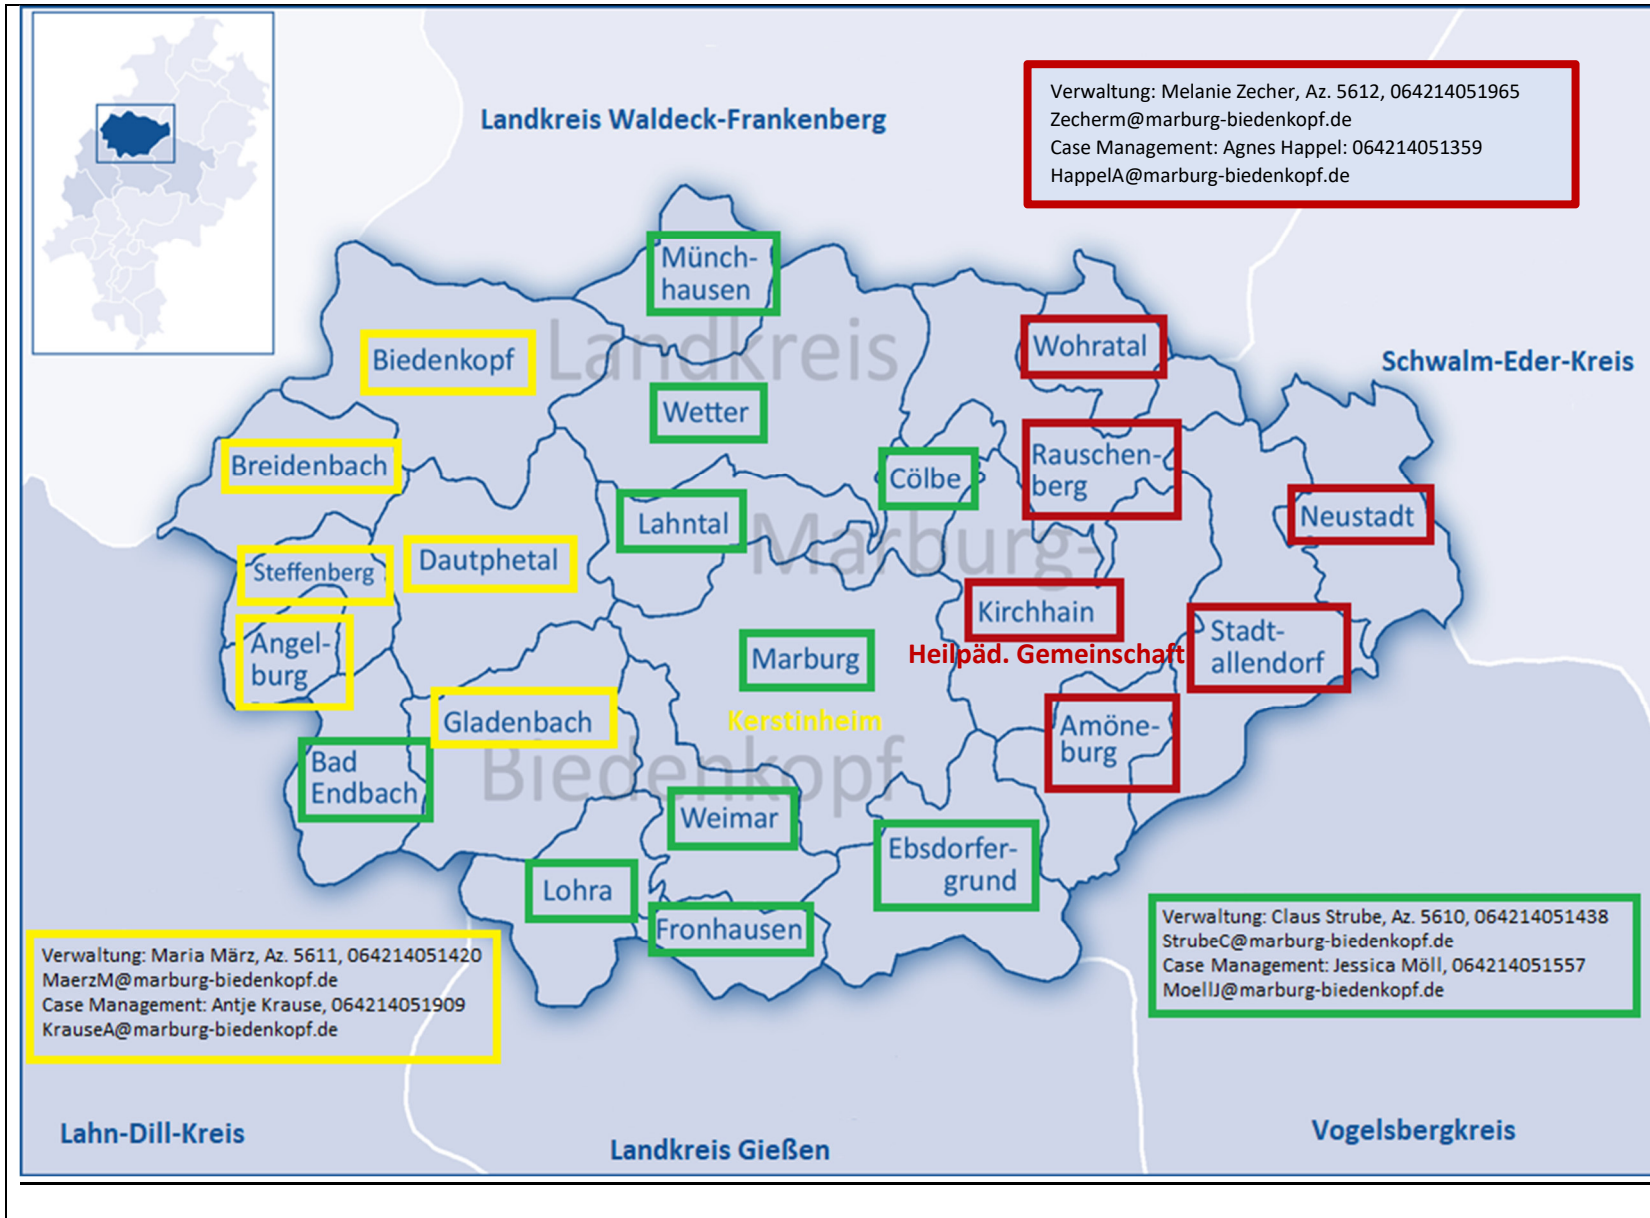 Verwaltung: Melanie Zecher, Az. 5612, 064214051965
Zecherm@marburg-biedenkopf.de
Case Management: Agnes Happel: 064214051359
HappelA@marburg-biedenkopf.de
Landkreis Waldeck-Frankenberg
Münch-
hausen
Landkreis
Wohratal
Biedenkopf
Schwalm-Eder-Kreis
Wetter
Breidenbach
Rauschen-
berg
Cölbe
Lahntal
Neustadt
Marburg-
Dautphetal
Steffenberg
Kirchhain
Angel-
burg
Marburg
Heilpäd. Gemeinschaft
Stadt-
allendorf
Gladenbach
Kerstinheim
Amöne-
burg
Bad
Endbach
Biedenkopf
Weimar
Ebsdorfer-
grund
Lohra
Fronhausen
Verwaltung: Claus Strube, Az. 5610, 064214051438
StrubeC@marburg-biedenkopf.de
Case Management: Jessica Möll, 064214051557
MoellJ@marburg-biedenkopf.de
Verwaltung: Maria März, Az. 5611, 064214051420
MaerzM@marburg-biedenkopf.de
Case Management: Antje Krause, 064214051909
KrauseA@marburg-biedenkopf.de
Lahn-Dill-Kreis
Landkreis Gießen
Vogelsbergkreis